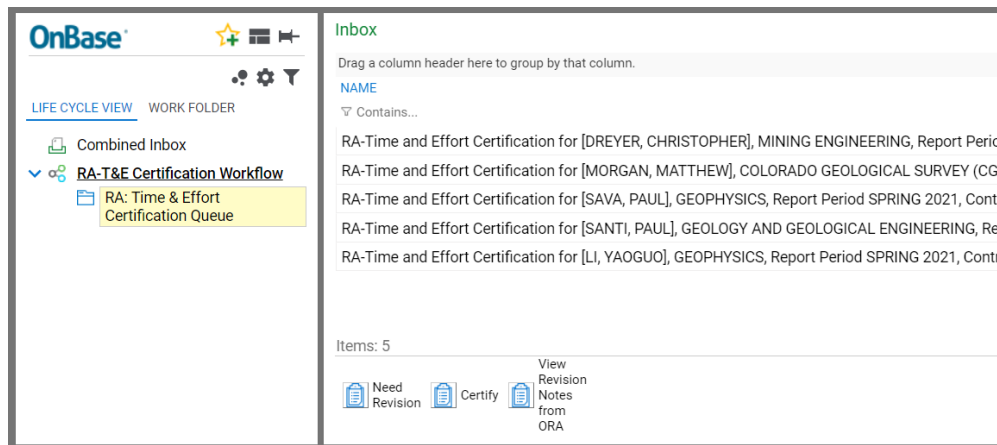 OnBase
LIFE CYCLE VIEW WORK FOLDER
Combined Inbox
RA-T&E Certification Workflow
RA: Time & Effort
Certification Queue
Inbox
Drag a column header here to group by that column.
NAME
Contains...
RA-Time and Effort Certification for [DREYER, CHRISTOPHER], MINING ENGINEERING, Report Perio
RA-Time and Effort Certification for [MORGAN, MATTHEW], COLORADO GEOLOGICAL SURVEY (CG
RA-Time and Effort Certification for [SAVA, PAUL], GEOPHYSICS, Report Period SPRING 2021, Cont
RA-Time and Effort Certification for [SANTI, PAUL], GEOLOGY AND GEOLOGICAL ENGINEERING, Re
RA-Time and Effort Certification for [LI, YAOGUO], GEOPHYSICS, Report Period SPRING 2021, Contr
Items: 5
Need
Revision
Certify
View
Revision
Notes
from
ORA